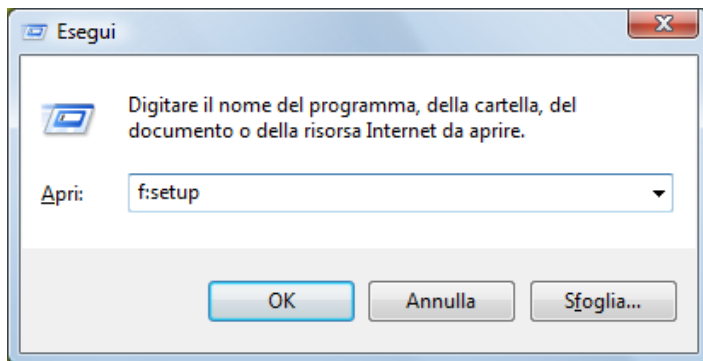 Esegui
Digitare il nome del programma, della cartella, del
documento o della risorsa Internet da aprire.
Apri: f:setup
OK Annulla Sfoglia...